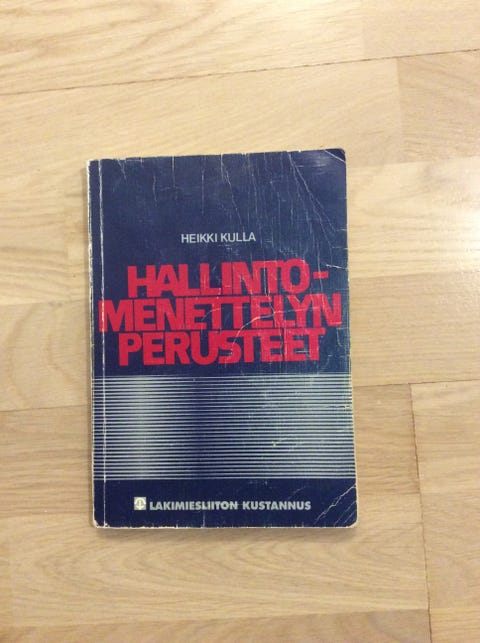 HEIKKI KULLA
HALLINTO-
MENETTELYN
PERUSTEET
LAKIMIESLIITON KUSTANNUS